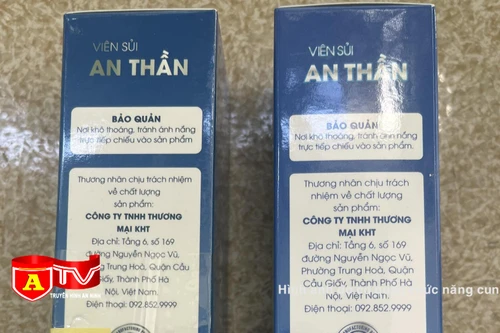 VIÊN SỦI
AN THẦN
BẢO QUẢN
Nơi khô thoáng, tránh ánh nắng
trực tiếp chiếu vào sản phẩm.
Thương nhân chịu trách nhiệm
về chất lượng
sản phẩm:
CÔNG TY TNHH THƯƠNG
MẠI KHT
Địa chỉ: Tầng 6, số 169
đường Nguyễn Ngọc Vũ,
Phường Trung Hoà, Quận Cầu
Giấy, Thành Phố Hà
Nội, Việt Nam.
Điện thoại: 092.852.9999
VIÊN SỦI
AN THẦN
BẢO QUẢN
Nơi khô thoáng, tránh ánh nắng
trực tiếp chiếu vào sản phẩm.
Thương nhân chịu trách
nhiệm về chất lượng
sản phẩm:
CÔNG TY TNHH THƯƠNG
MẠI KHT
Địa chỉ: Tầng 6,
số 169 đường
Nguyễn Ngọc Vũ,
Phường Trung Hoà, Quận
Cầu Giấy, Thành Phố Hà
Nội, Việt Nam.
Điện thoại: 092.852.9999
ATV